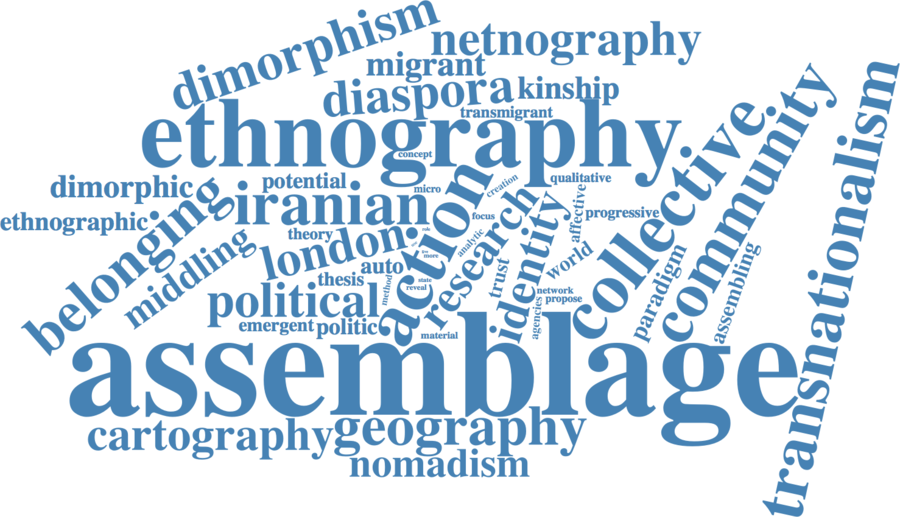 dimorphism
netnography
migrant
diaspora
kinship
transmigrant
ethnography
concept
dimorphic
potential
micro
creation
qualitative
iranian
belonging
ethnographic
focus
affective
progressive
action
research
identity
collective
community
transnationalism
theory
london
analytic
more
middling
auto
thesis
method
state
reveal
trust
world
paradigm
assembling
network
propose
agencies
political
emergent
politic
material
assemblage
cartography
geography
nomadism